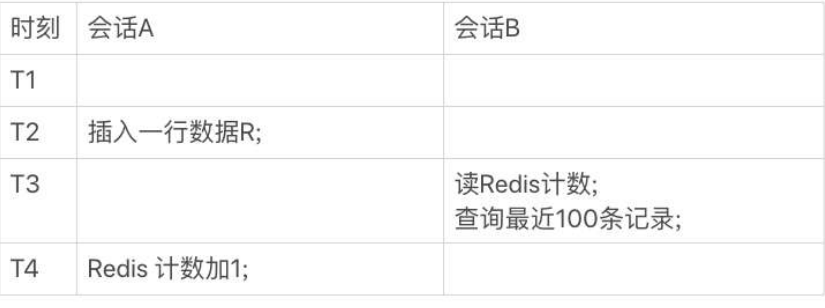 时刻 会话A 会话B
T1
T2 插入一行数据R;
T3 读Redis计数;
查询最近100条记录;
T4 Redis 计数加1;